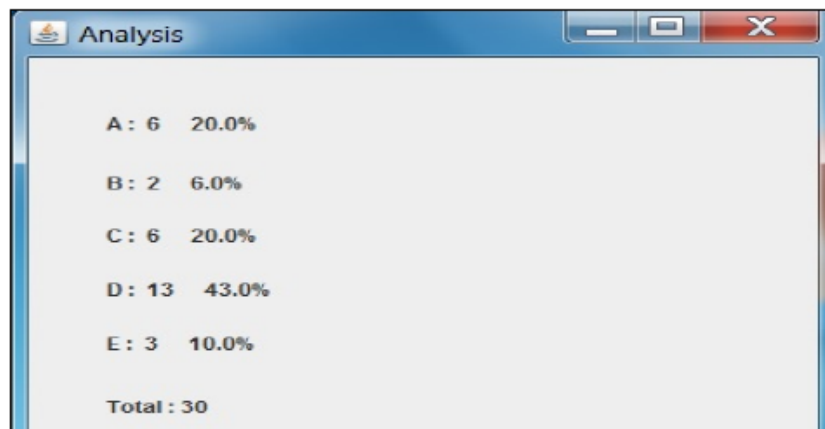 Analysis
A : 6 20.0%
B : 2 6.0%
C : 6 20.0%
D : 13 43.0%
E : 3 10.0%
Total : 30